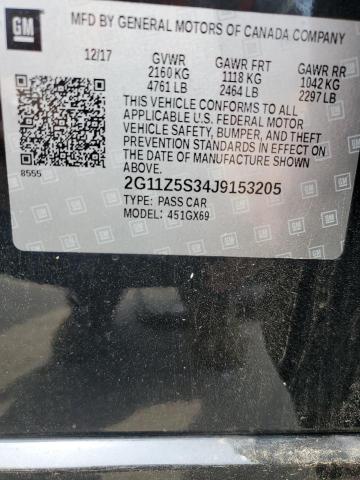 GM
MFD BY GENERAL MOTORS OF CANADA COMPANY
12/17 GVWR GAWR FRT GAWR RR
2160 KG 1118 KG 1042 KG
4761 LB 2464 LB 2297 LB
THIS VEHICLE CONFORMS TO ALL
APPLICABLE U.S. FEDERAL MOTOR
VEHICLE SAFETY, BUMPER, AND THEFT
PREVENTION STANDARDS IN EFFECT ON
THE DATE OF MANUFACTURE SHOWN ABOVE.
8555
2G11Z5S34J9153205
TYPE: PASS CAR
MODEL: 451GX69